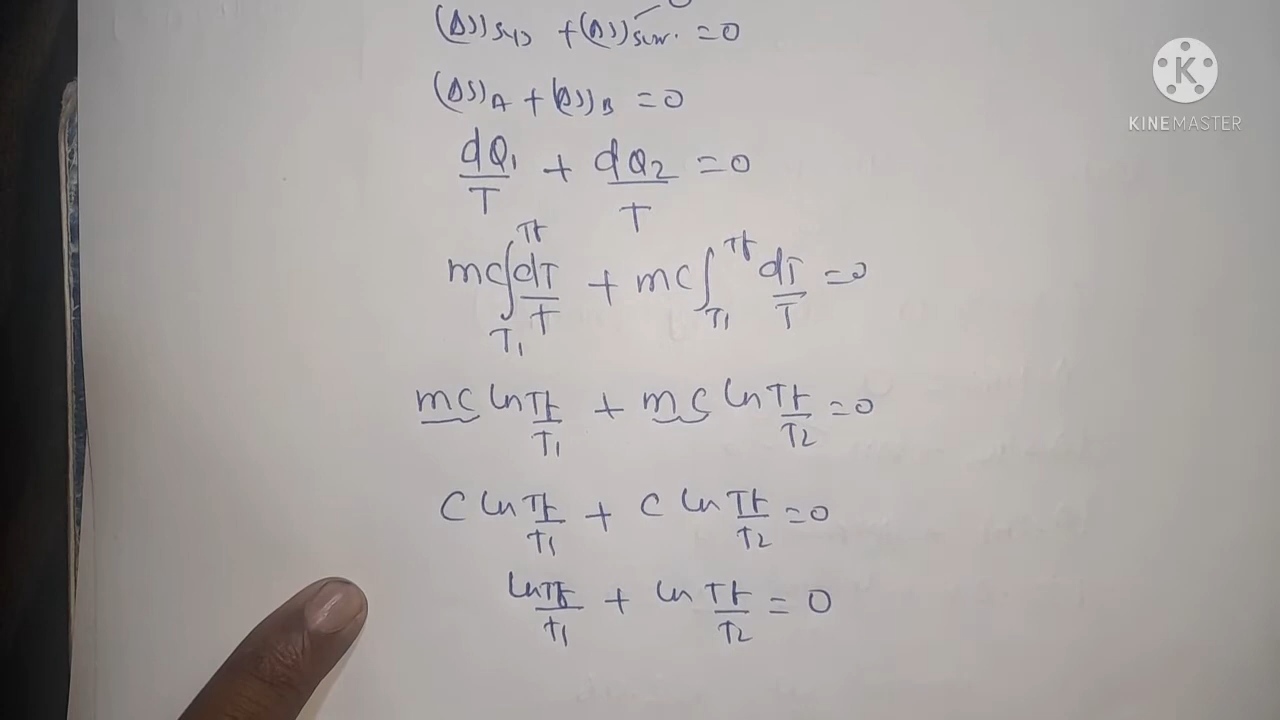 (ΔS)sys + (ΔS)surr. = 0
(ΔS)A + (ΔS)B = 0
dQ1/T + dQ2/T = 0
mc∫T1^Tf dT/T + mc∫T1^Tf dT/T = 0
mc ln Tf/T1 + mc ln Tf/T2 = 0
C ln Tf/T1 + C ln Tf/T2 = 0
ln Tf/T1 + ln Tf/T2 = 0
K
KINEMASTER